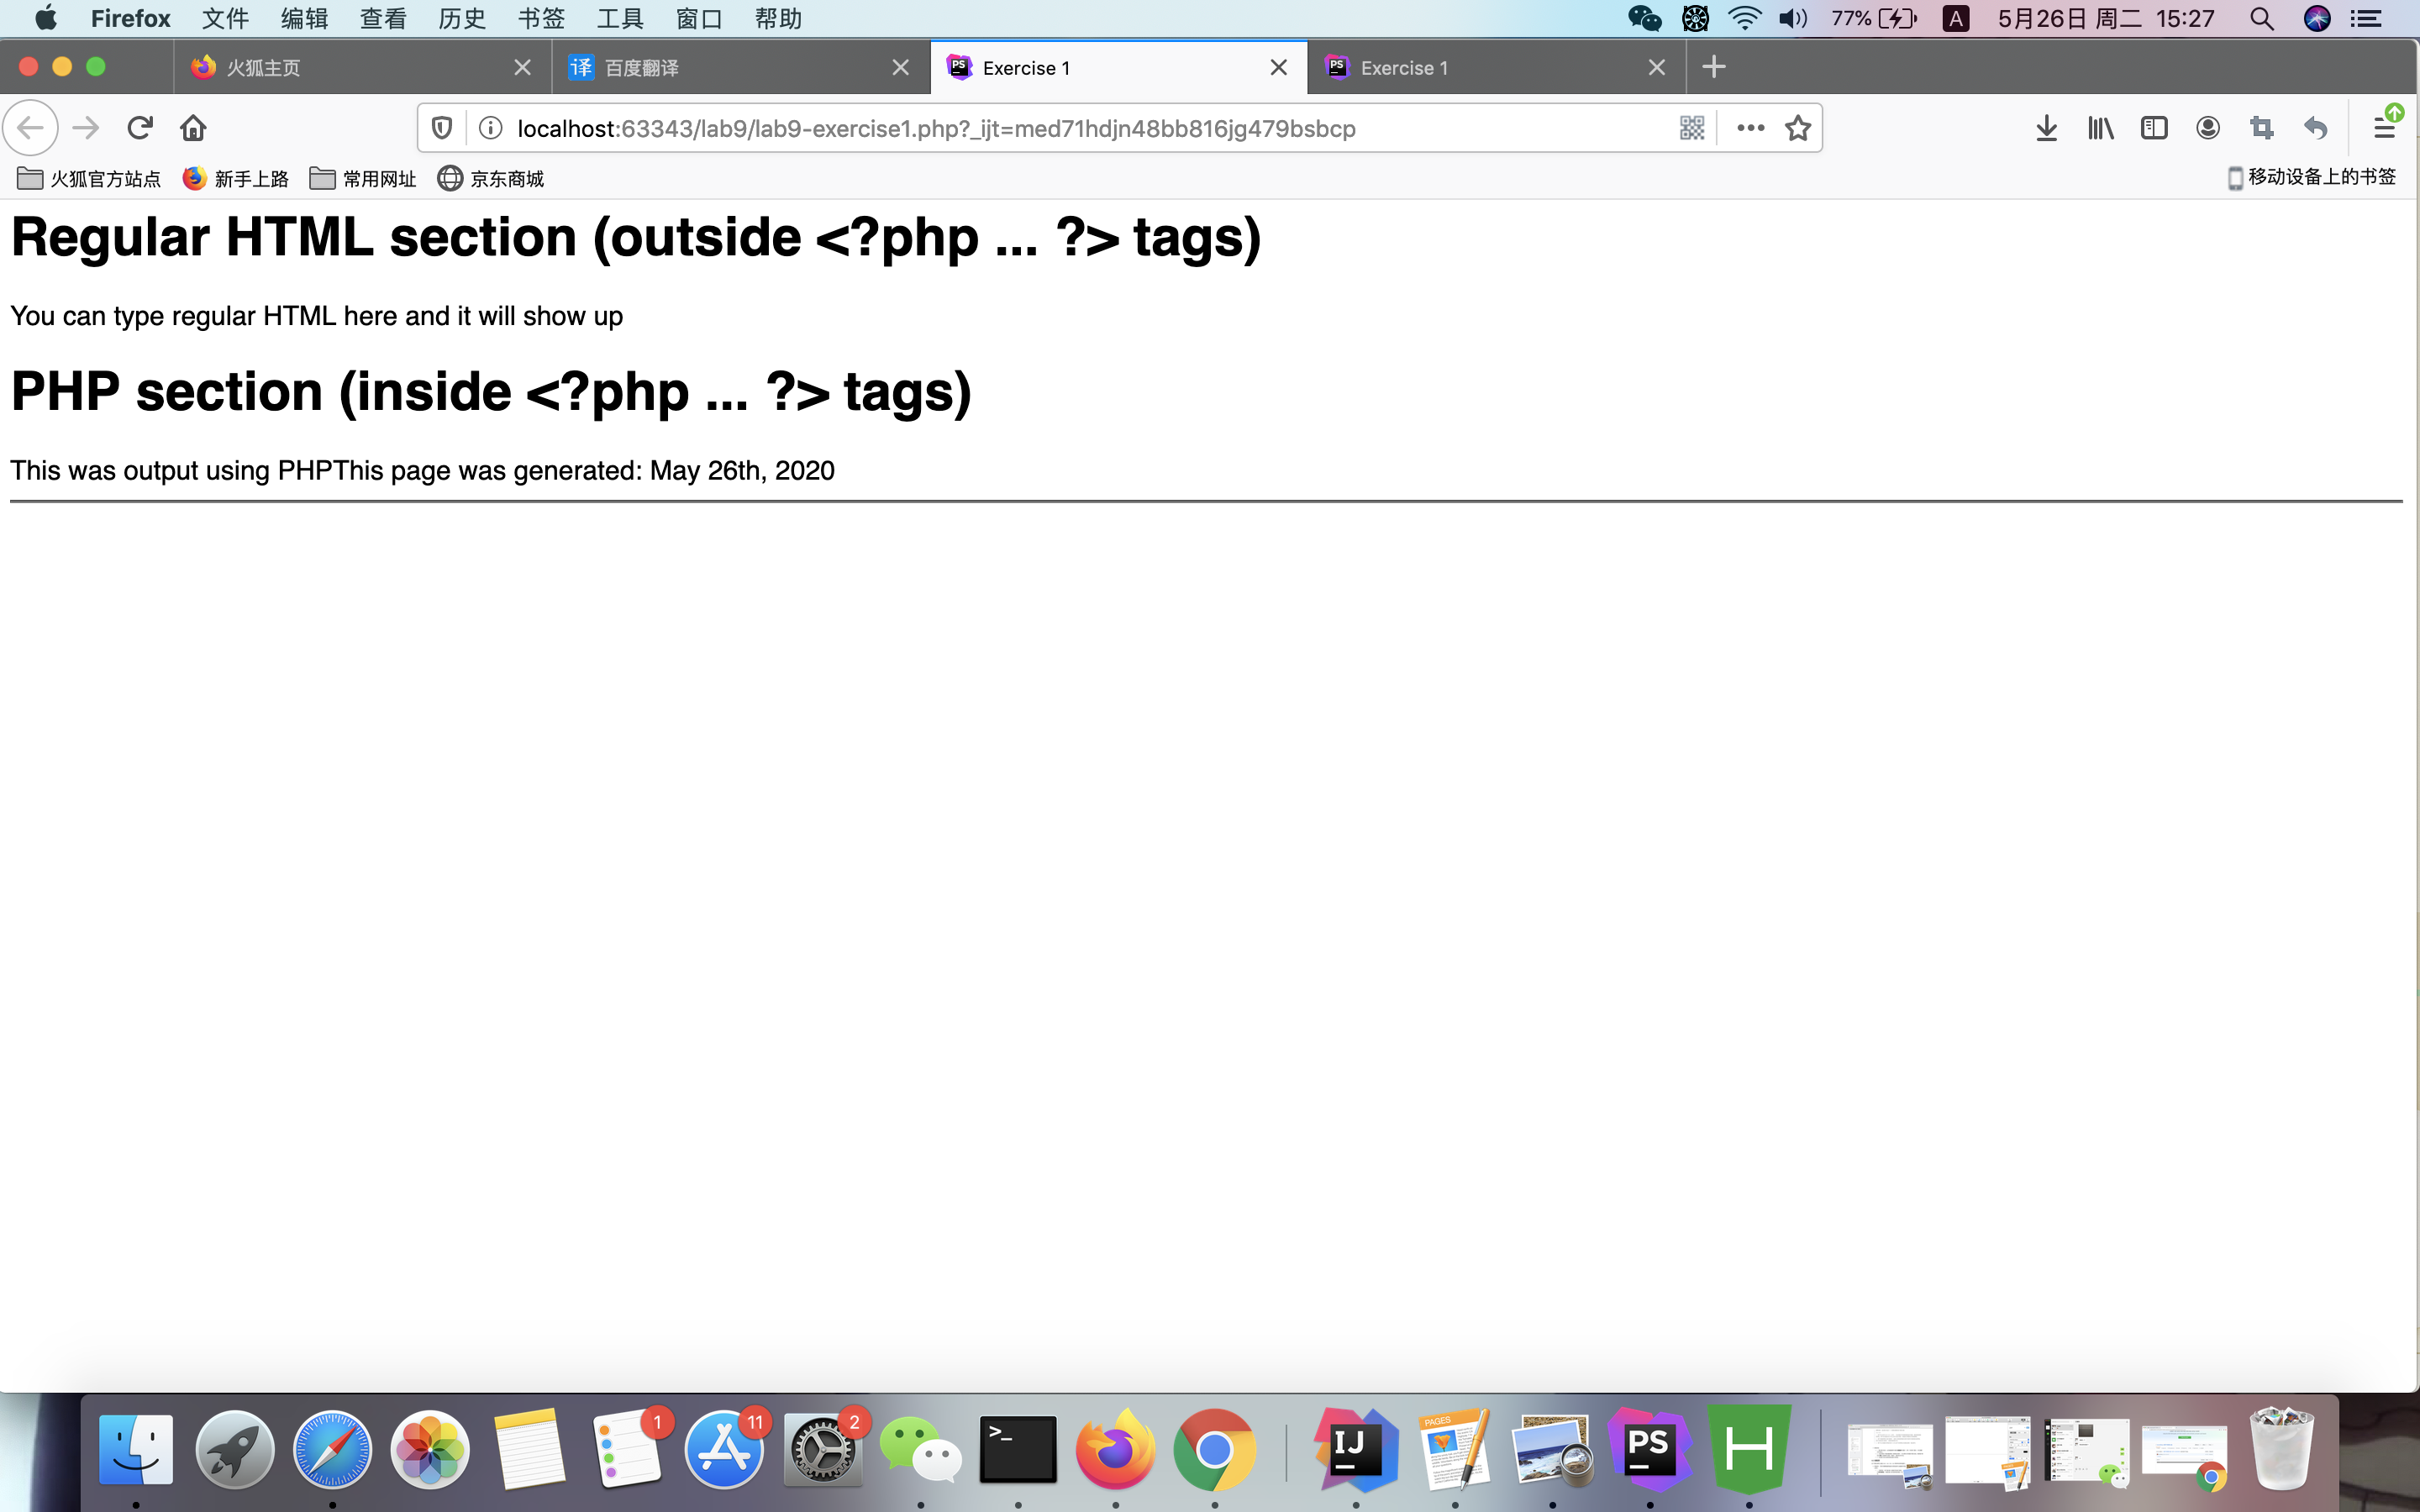 Firefox 文件 编辑 查看 历史 书签 工具 窗口 帮助 77% A 5月26日 周二 15:27
火狐主页 译 百度翻译 PS Exercise 1 PS Exercise 1
localhost:63343/lab9/lab9-exercise1.php?_ijt=med71hdjn48bb816jg479bsbcp
火狐官方站点 新手上路 常用网址 京东商城 移动设备上的书签
Regular HTML section (outside <?php ... ?> tags)
You can type regular HTML here and it will show up
PHP section (inside <?php ... ?> tags)
This was output using PHPThis page was generated: May 26th, 2020
1 11 2 >_ IJ PAGES PS H